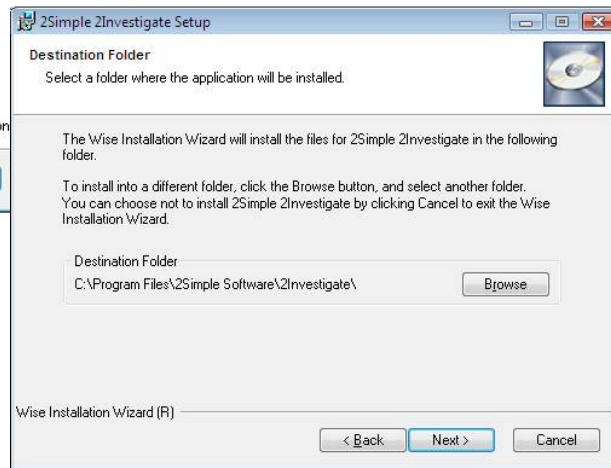 2Simple 2Investigate Setup
Destination Folder
Select a folder where the application will be installed.
on
The Wise Installation Wizard will install the files for 2Simple 2Investigate in the following
folder.
To install into a different folder, click the Browse button, and select another folder.
You can choose not to install 2Simple 2Investigate by clicking Cancel to exit the Wise
Installation Wizard.
Destination Folder
C:\Program Files\2Simple Software\2Investigate\
Browse
Wise Installation Wizard (R)
< Back
Next >
Cancel